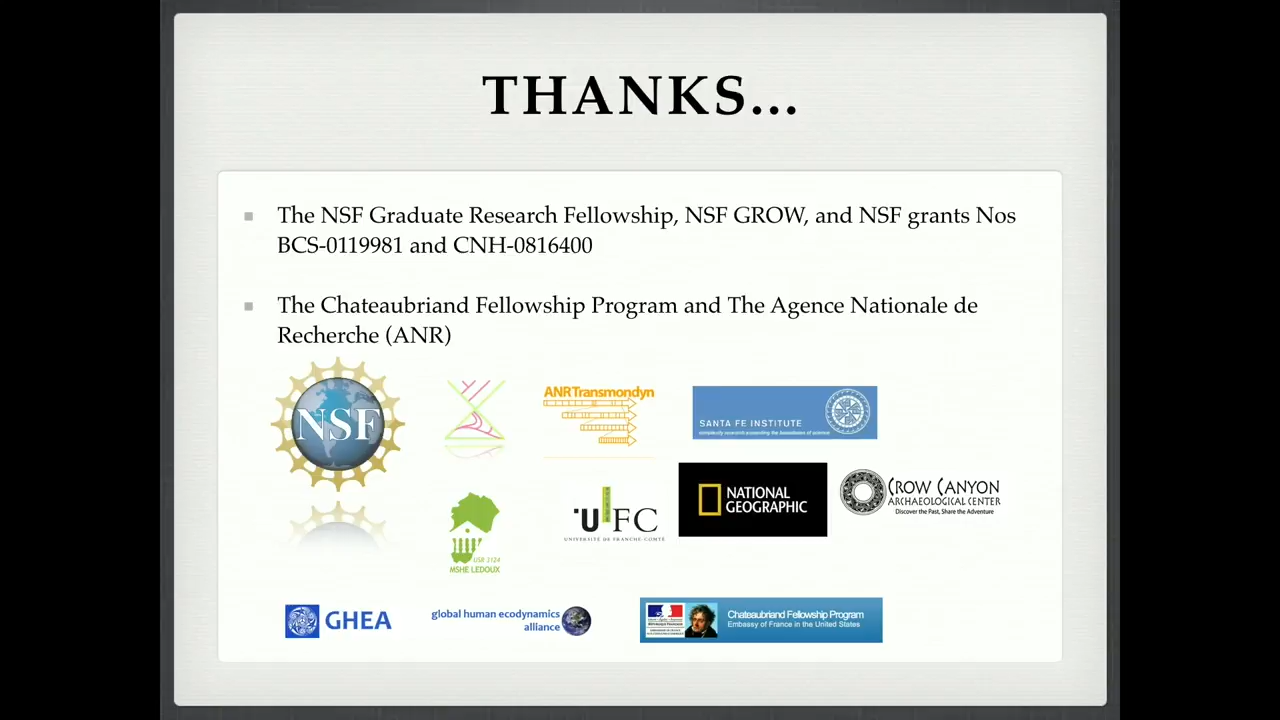 THANKS...
The NSF Graduate Research Fellowship, NSF GROW, and NSF grants Nos
BCS-0119981 and CNH-0816400
The Chateaubriand Fellowship Program and The Agence Nationale de
Recherche (ANR)
NSF
ANRTransmondyn
SANTA FE INSTITUTE
NATIONAL
GEOGRAPHIC
CROW CANYON
ARCHAEOLOGICAL CENTER
Discover the Past, Share the Adventure
UFC
UNIVERSITÉ DE FRANCHE-COMTÉ
USR 3124
MSHE LEDOUX
GHEA
global human ecodynamics
alliance
Chateaubriand Fellowship Program
Embassy of France in the United States